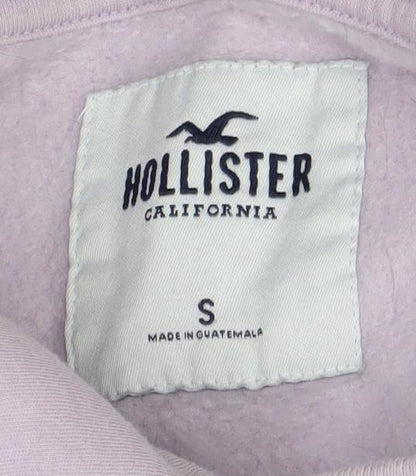 HOLLISTER
CALIFORNIA
S
MADE IN GUATEMALA